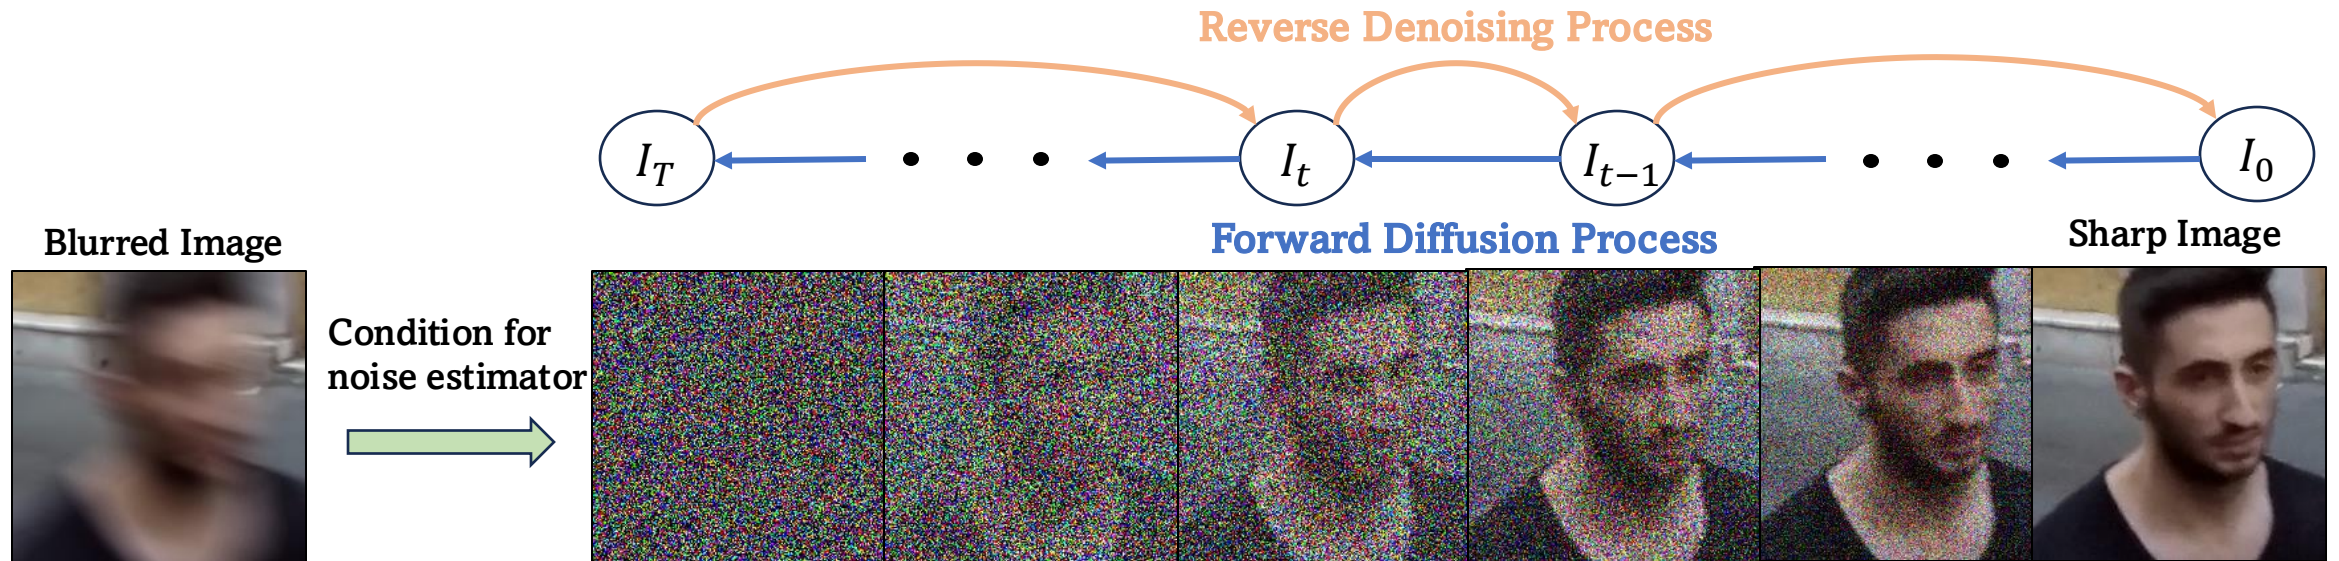 Reverse Denoising Process
I_T
I_t
I_{t-1}
I_0
Forward Diffusion Process
Blurred Image
Sharp Image
Condition for
noise estimator